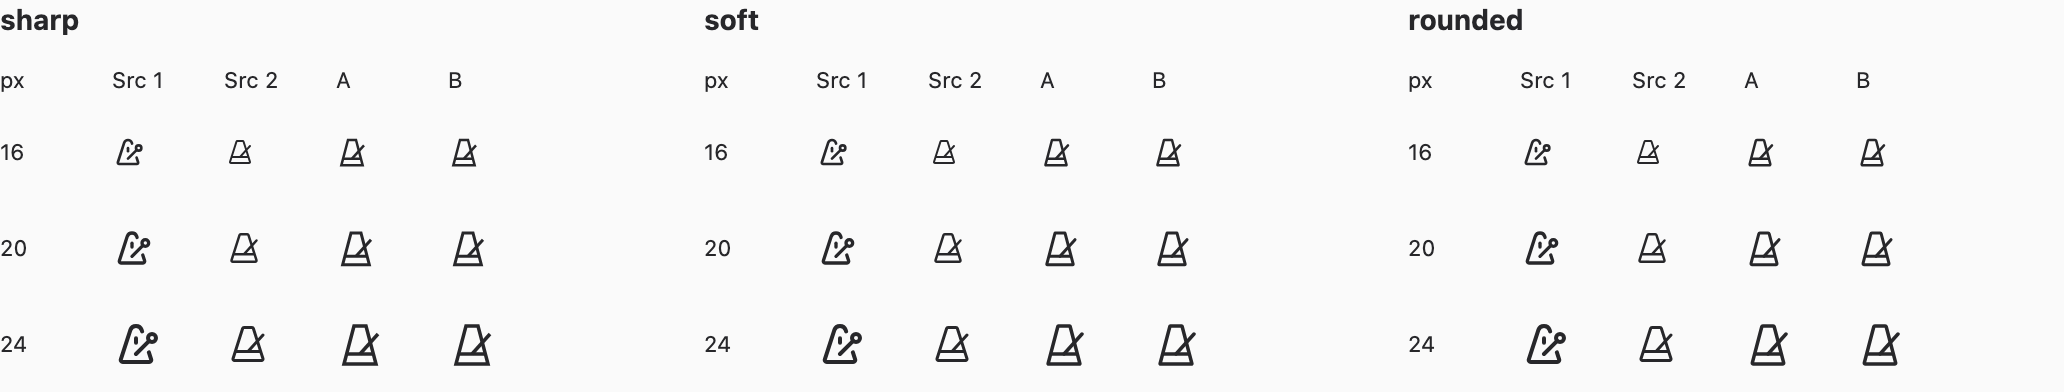 sharp soft rounded
px Src 1 Src 2 A B px Src 1 Src 2 A B px Src 1 Src 2 A B
16 16 16
20 20 20
24 24 24